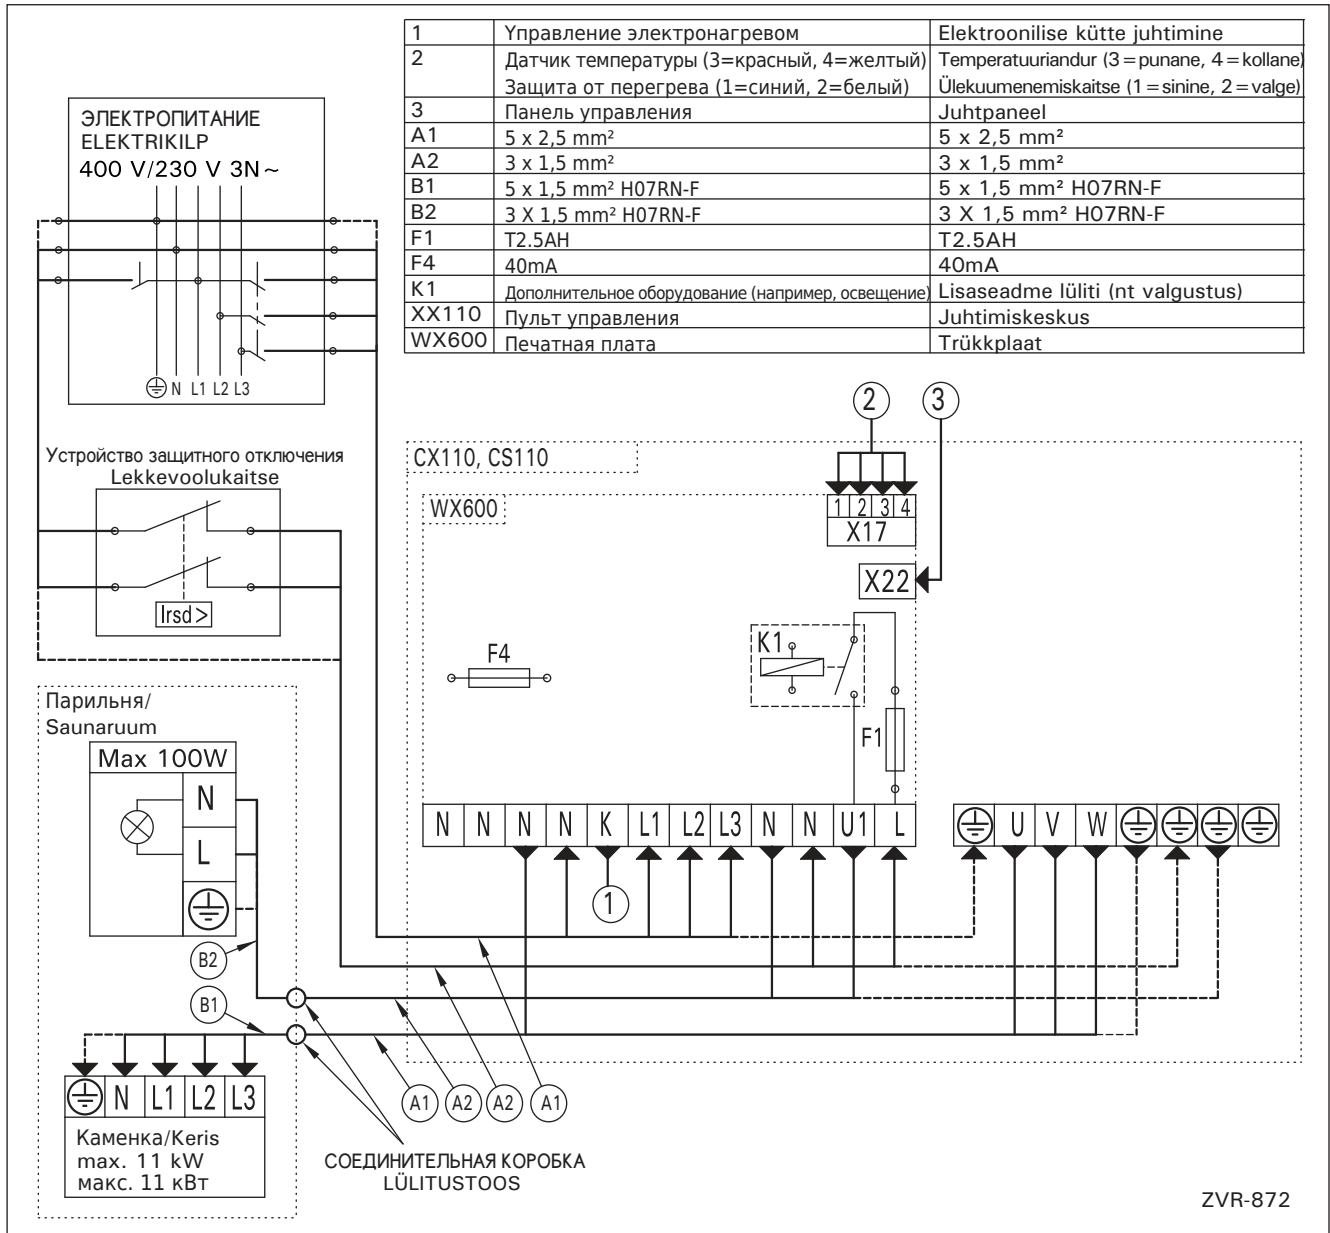 1 Управление электронагревом Elektroonilise kütte juhtimine
2 Датчик температуры (3=красный, 4=желтый) Temperatuuriandur (3=punane, 4=kollane)
Защита от перегрева (1=синий, 2=белый) Ülekuumenemiskaitse (1=sinine, 2=valge)
3 Панель управления Juhtpaneel
A1 5 x 2,5 mm² 5 x 2,5 mm²
A2 3 x 1,5 mm² 3 x 1,5 mm²
B1 5 x 1,5 mm² H07RN-F 5 x 1,5 mm² H07RN-F
B2 3 X 1,5 mm² H07RN-F 3 X 1,5 mm² H07RN-F
F1 T2.5AH T2.5AH
F4 40mA 40mA
K1 Дополнительное оборудование (например, освещение) Lisaseadme lüliti (nt valgustus)
XX110 Пульт управления Juhtimiskeskus
WX600 Печатная плата Trükkplaat
ЭЛЕКТРОПИТАНИЕ
ELEKTRIKILP
400 V/230 V 3N~
N L1 L2 L3
Устройство защитного отключения
Lekkevoolukaitse
Irsd>
2 3
CX110, CS110
WX600
1 2 3 4
X17
X22
K1
F4
F1
N N N N K L1 L2 L3 N N U1 L
U V W
1
Парильня/
Saunaruum
Max 100W
N
L
B2
B1
N L1 L2 L3
Каменка/Keris
max. 11 kW
макс. 11 кВт
A1 A2 A2 A1
СОЕДИНИТЕЛЬНАЯ КОРОБКА
LÜLITUSTOOS
ZVR-872